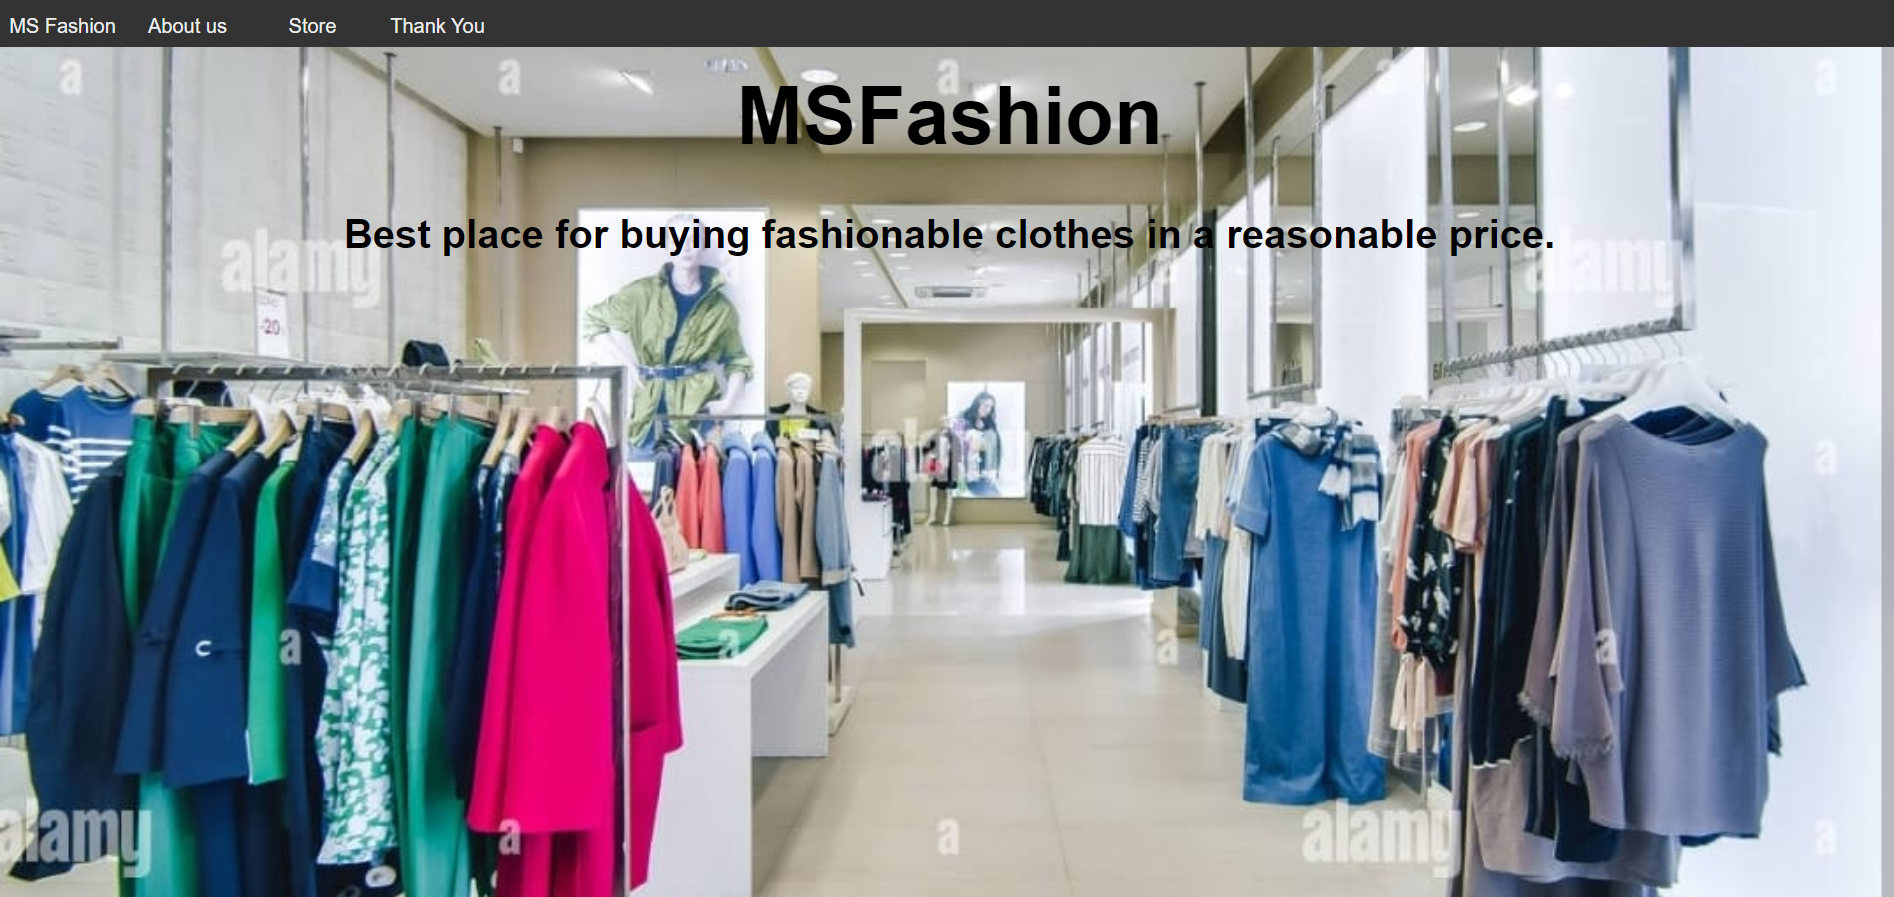 MS Fashion About us Store Thank You
a a a a a
MSFashion
Best place for buying fashionable clothes in a reasonable price.
alamy alamy
-20
alamy
a
a a a a
alamy a a alamy a